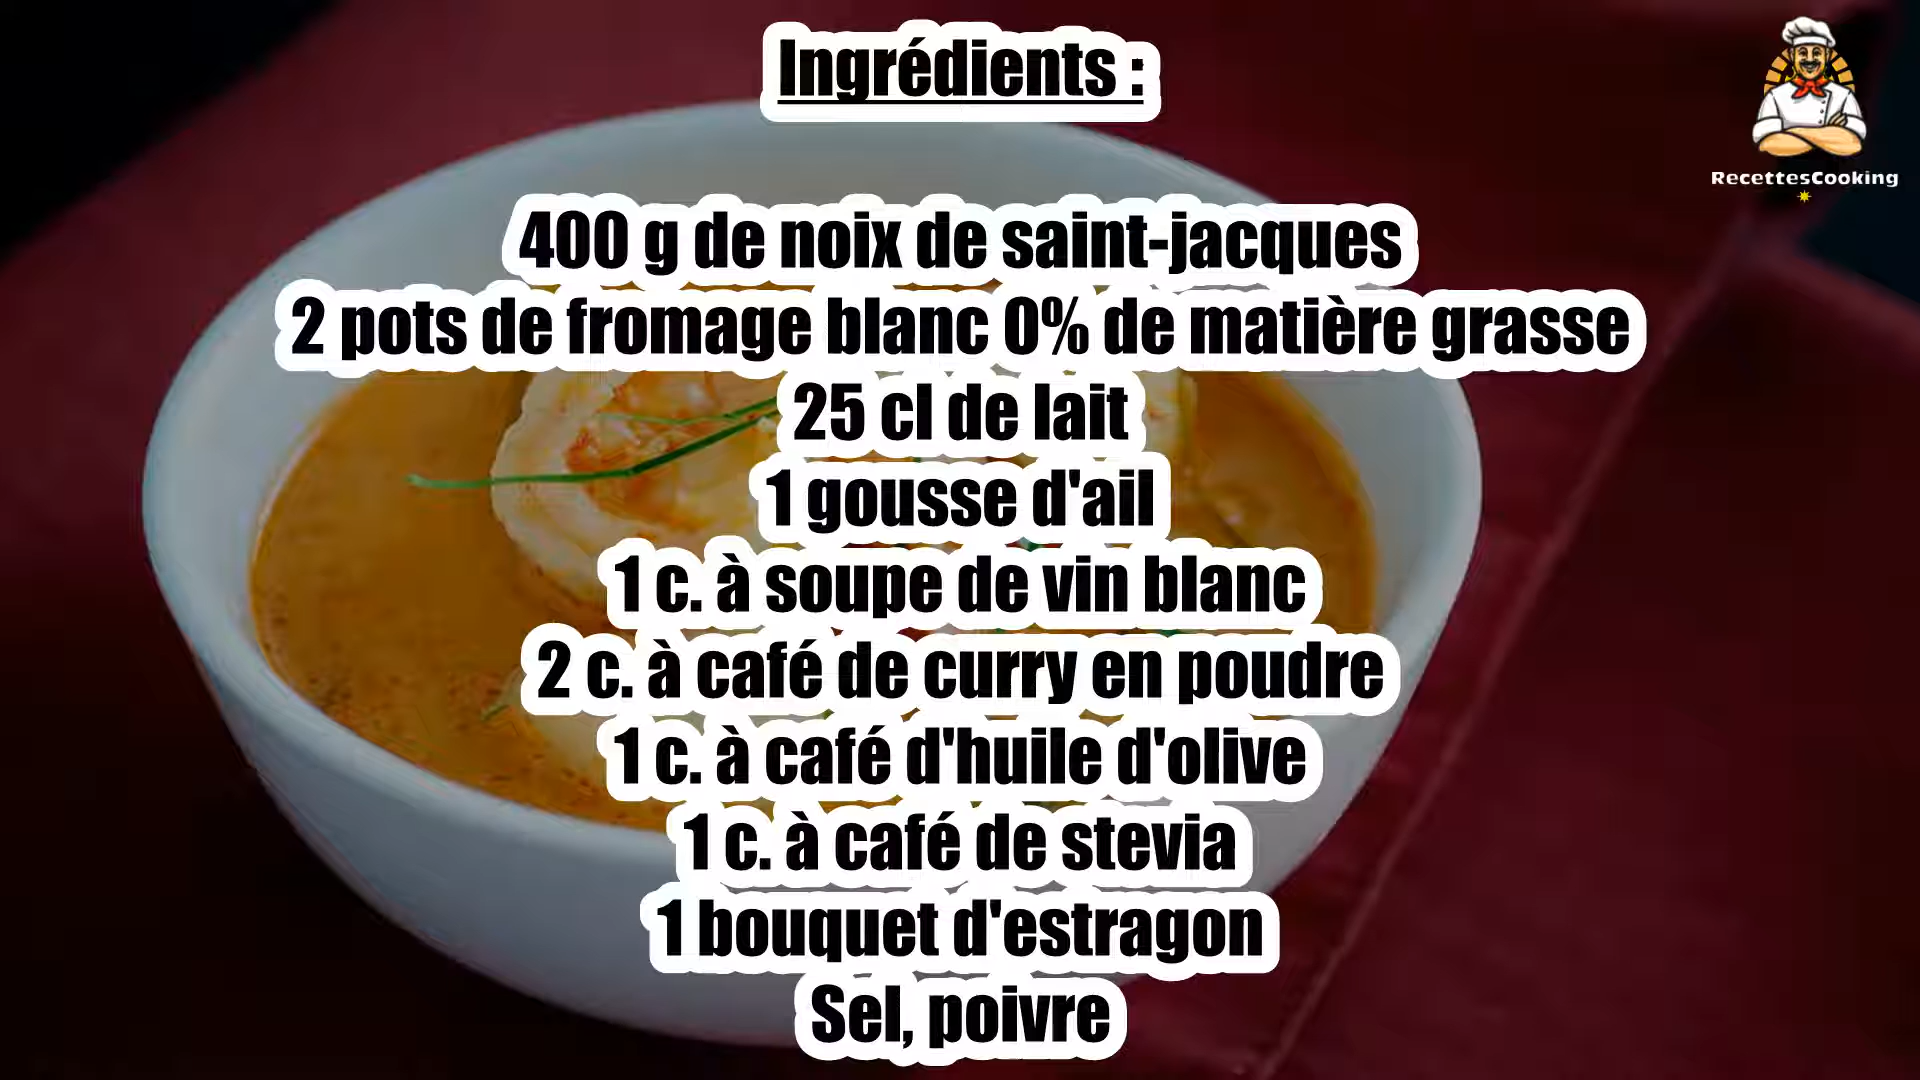 Ingrédients :
RecettesCooking
400 g de noix de saint-jacques
2 pots de fromage blanc 0% de matière grasse
25 cl de lait
1 gousse d'ail
1 c. à soupe de vin blanc
2 c. à café de curry en poudre
1 c. à café d'huile d'olive
1 c. à café de stevia
1 bouquet d'estragon
Sel, poivre